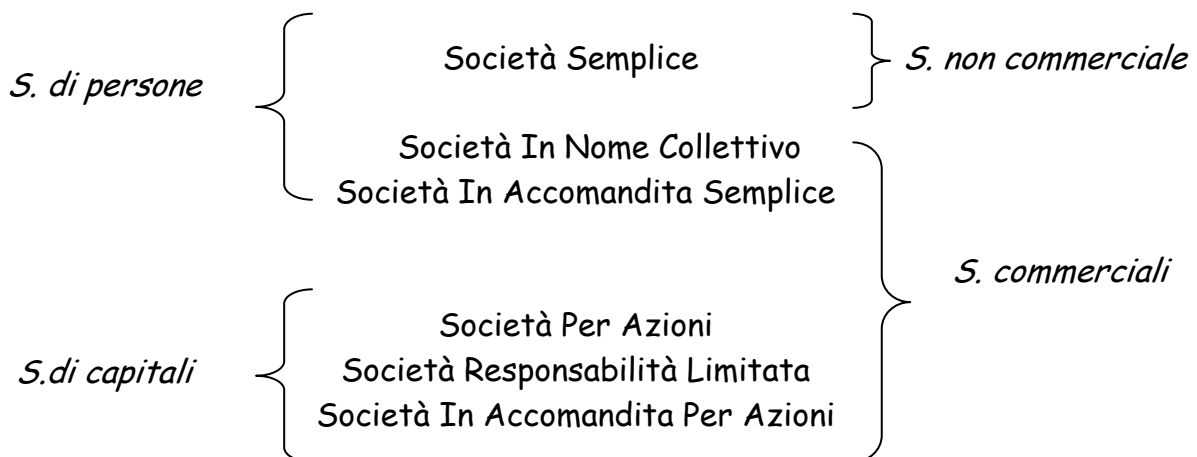 Società Semplice
S. non commerciale
S. di persone
Società In Nome Collettivo
Società In Accomandita Semplice
S. commerciali
Società Per Azioni
S.di capitali
Società Responsabilità Limitata
Società In Accomandita Per Azioni